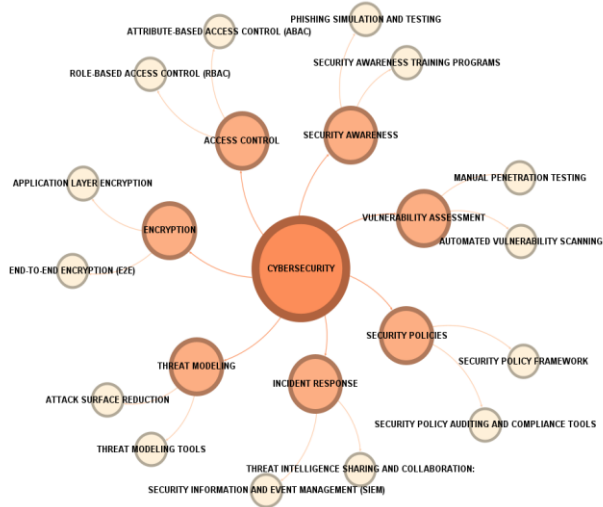 PHISHING SIMULATION AND TESTING
ATTRIBUTE-BASED ACCESS CONTROL (ABAC)
SECURITY AWARENESS TRAINING PROGRAMS
ROLE-BASED ACCESS CONTROL (RBAC)
SECURITY AWARENESS
ACCESS CONTROL
MANUAL PENETRATION TESTING
APPLICATION LAYER ENCRYPTION
VULNERABILITY ASSESSMENT
ENCRYPTION
AUTOMATED VULNERABILITY SCANNING
CYBERSECURITY
END-TO-END ENCRYPTION (E2E)
SECURITY POLICIES
SECURITY POLICY FRAMEWORK
THREAT MODELING
INCIDENT RESPONSE
ATTACK SURFACE REDUCTION
SECURITY POLICY AUDITING AND COMPLIANCE TOOLS
THREAT MODELING TOOLS
THREAT INTELLIGENCE SHARING AND COLLABORATION:
SECURITY INFORMATION AND EVENT MANAGEMENT (SIEM)